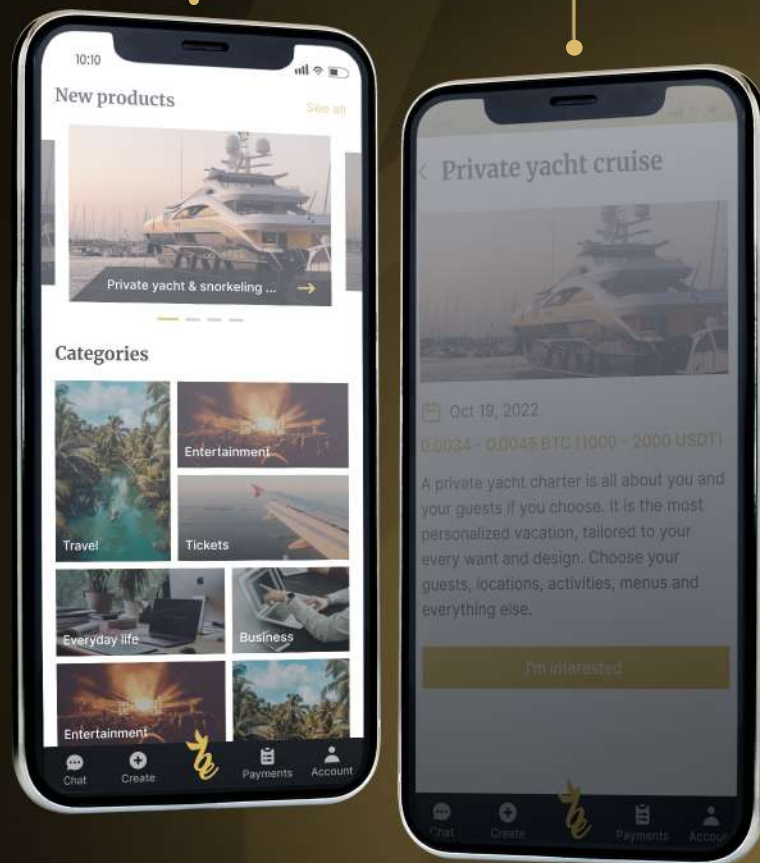 10:10
New products
See all
Private yacht & snorkeling ...
Categories
Entertainment
Travel
Tickets
Everyday life
Business
Entertainment
Chat
Create
be
Payments
Account
Private yacht cruise
Oct 19, 2022
0.0034 - 0.0045 BTC (1000 - 2000 USDT)
A private yacht charter is all about you and
your guests if you choose. It is the most
personalized vacation, tailored to your
every want and design. Choose your
guests, locations, activities, menus and
everything else.
I'm interested
Chat
Create
be
Payments
Account